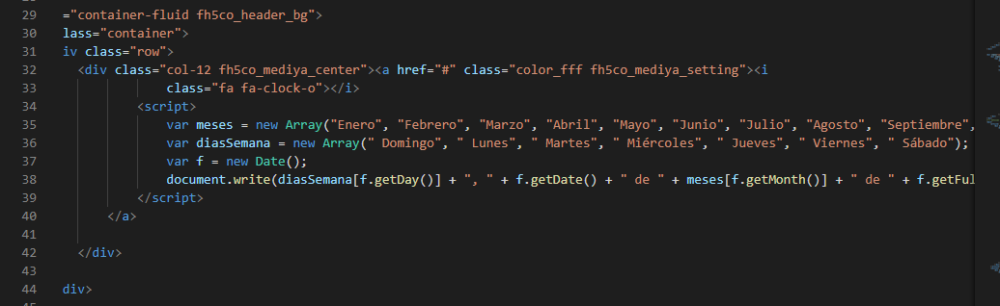 29 ="container-fluid fh5co_header_bg">
30 lass="container">
31 iv class="row">
32 <div class="col-12 fh5co_mediya_center"><a href="#" class="color_fff fh5co_mediya_setting"><i
33 class="fa fa-clock-o"></i>
34 <script>
35 var meses = new Array("Enero", "Febrero", "Marzo", "Abril", "Mayo", "Junio", "Julio", "Agosto", "Septiembre",
36 var diasSemana = new Array(" Domingo", " Lunes", " Martes", " Miércoles", " Jueves", " Viernes", " Sábado");
37 var f = new Date();
38 document.write(diasSemana[f.getDay()] + ", " + f.getDate() + " de " + meses[f.getMonth()] + " de " + f.getFul
39 </script>
40 </a>
41
42 </div>
43
44 div>